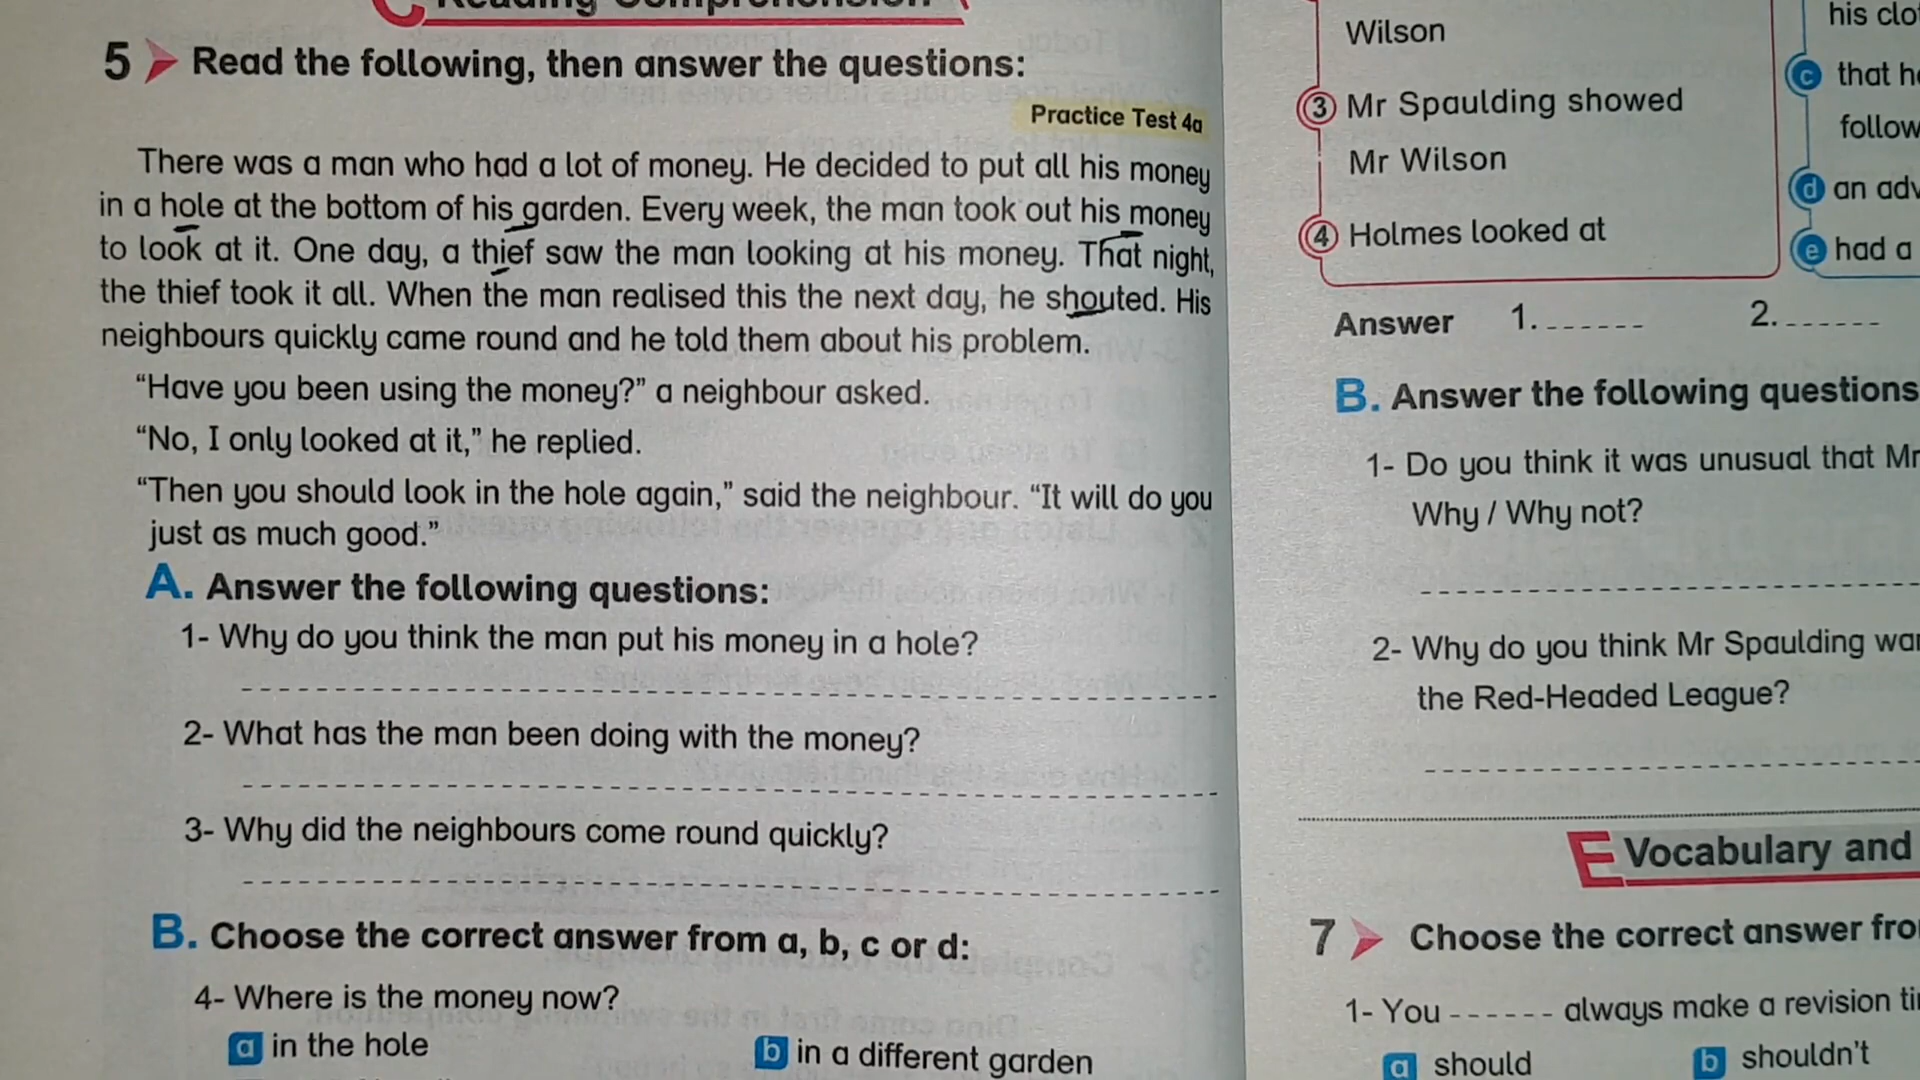 Reading Comprehension
5 Read the following, then answer the questions:
Practice Test 4a
There was a man who had a lot of money. He decided to put all his money
in a hole at the bottom of his garden. Every week, the man took out his money
to look at it. One day, a thief saw the man looking at his money. That night,
the thief took it all. When the man realised this the next day, he shouted. His
neighbours quickly came round and he told them about his problem.
“Have you been using the money?” a neighbour asked.
“No, I only looked at it,” he replied.
“Then you should look in the hole again,” said the neighbour. “It will do you
just as much good.”
A. Answer the following questions:
1- Why do you think the man put his money in a hole?
2- What has the man been doing with the money?
3- Why did the neighbours come round quickly?
B. Choose the correct answer from a, b, c or d:
4- Where is the money now?
a in the hole
b in a different garden
Wilson
3 Mr Spaulding showed
Mr Wilson
4 Holmes looked at
his clo
c that he
follow
d an adv
e had a
Answer 1. 2.
B. Answer the following questions
1- Do you think it was unusual that Mr
Why / Why not?
2- Why do you think Mr Spaulding wan
the Red-Headed League?
E Vocabulary and
7 Choose the correct answer fro
1- You ------ always make a revision ti
a should
b shouldn't